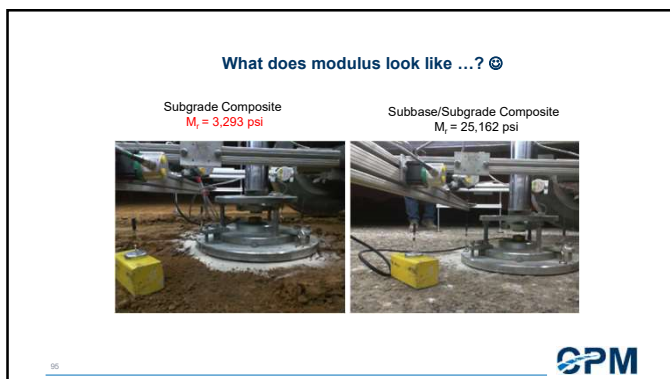 What does modulus look like …? ☺
Subgrade Composite
Mr = 3,293 psi
Subbase/Subgrade Composite
Mr = 25,162 psi
95
CPM